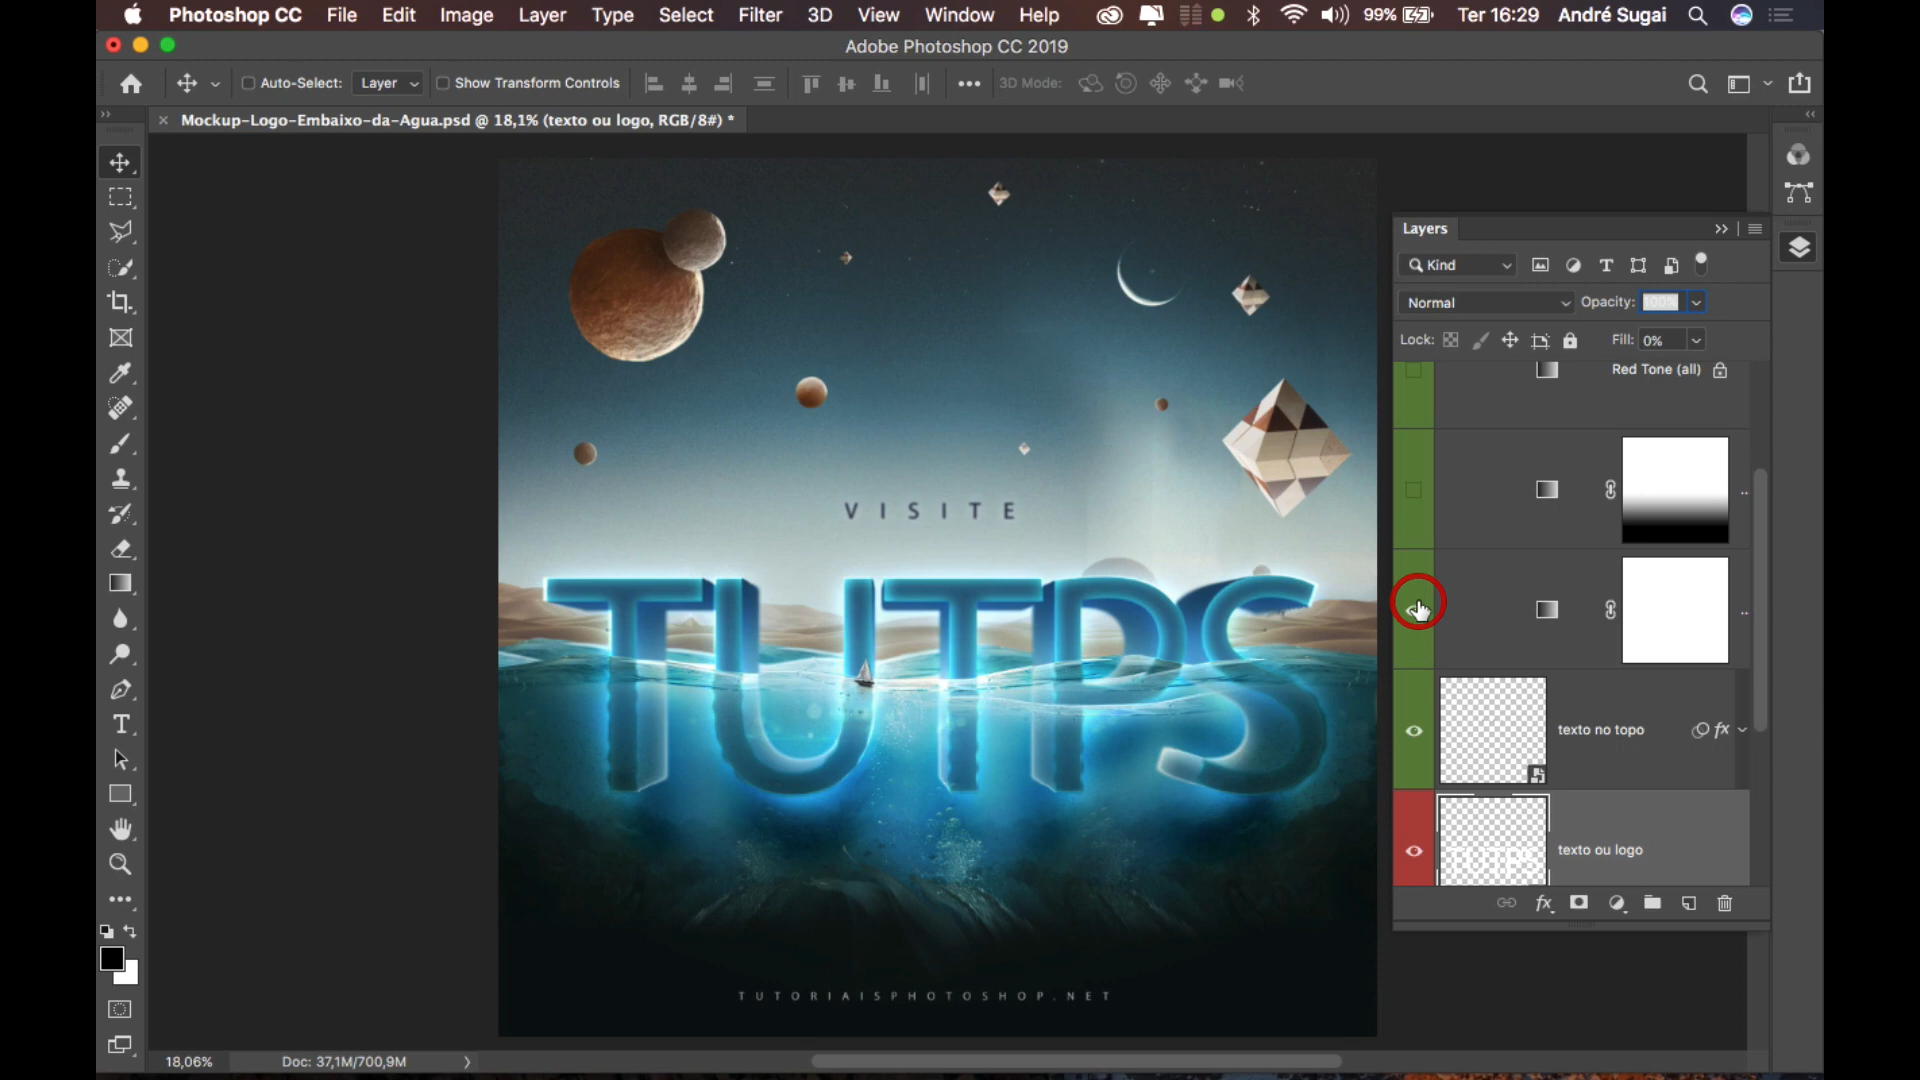 Photoshop CC File Edit Image Layer Type Select Filter 3D View Window Help 99% Ter 16:29 André Sugai
Adobe Photoshop CC 2019
Auto-Select: Layer Show Transform Controls 3D Mode:
Mockup-Logo-Embaixo-da-Agua.psd @ 18,1% (texto ou logo, RGB/8#) *
Layers
Kind
Normal Opacity: 100%
Lock: Fill: 0%
Red Tone (all)
VISITE
TUTPS
texto no topo fx
texto ou logo
fx
TUTORIAISPHOTOSHOP.NET
18,06% Doc: 37,1M/700,9M